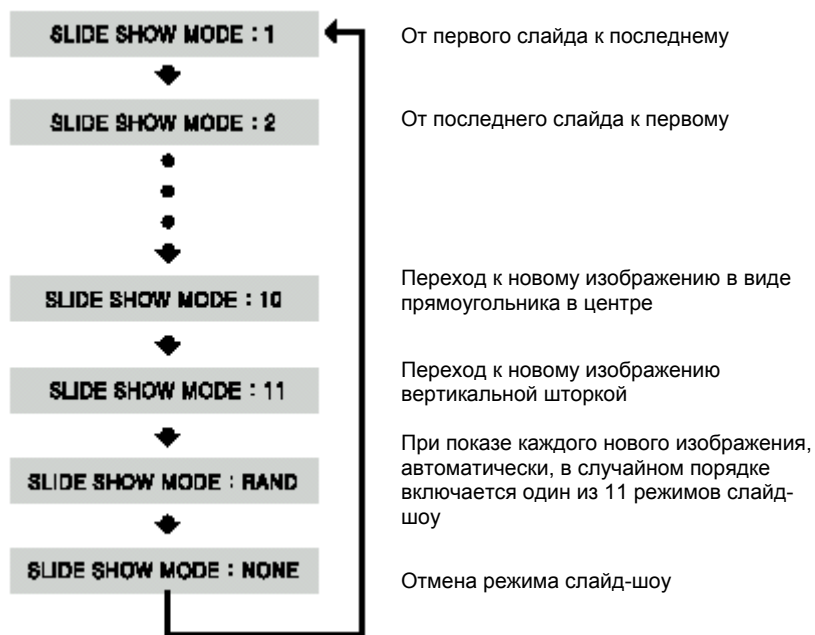 SLIDE SHOW MODE : 1
От первого слайда к последнему
SLIDE SHOW MODE : 2
От последнего слайда к первому
SLIDE SHOW MODE : 10
Переход к новому изображению в виде
прямоугольника в центре
SLIDE SHOW MODE : 11
Переход к новому изображению
вертикальной шторкой
SLIDE SHOW MODE : RAND
При показе каждого нового изображения,
автоматически, в случайном порядке
включается один из 11 режимов слайд-
шоу
SLIDE SHOW MODE : NONE
Отмена режима слайд-шоу